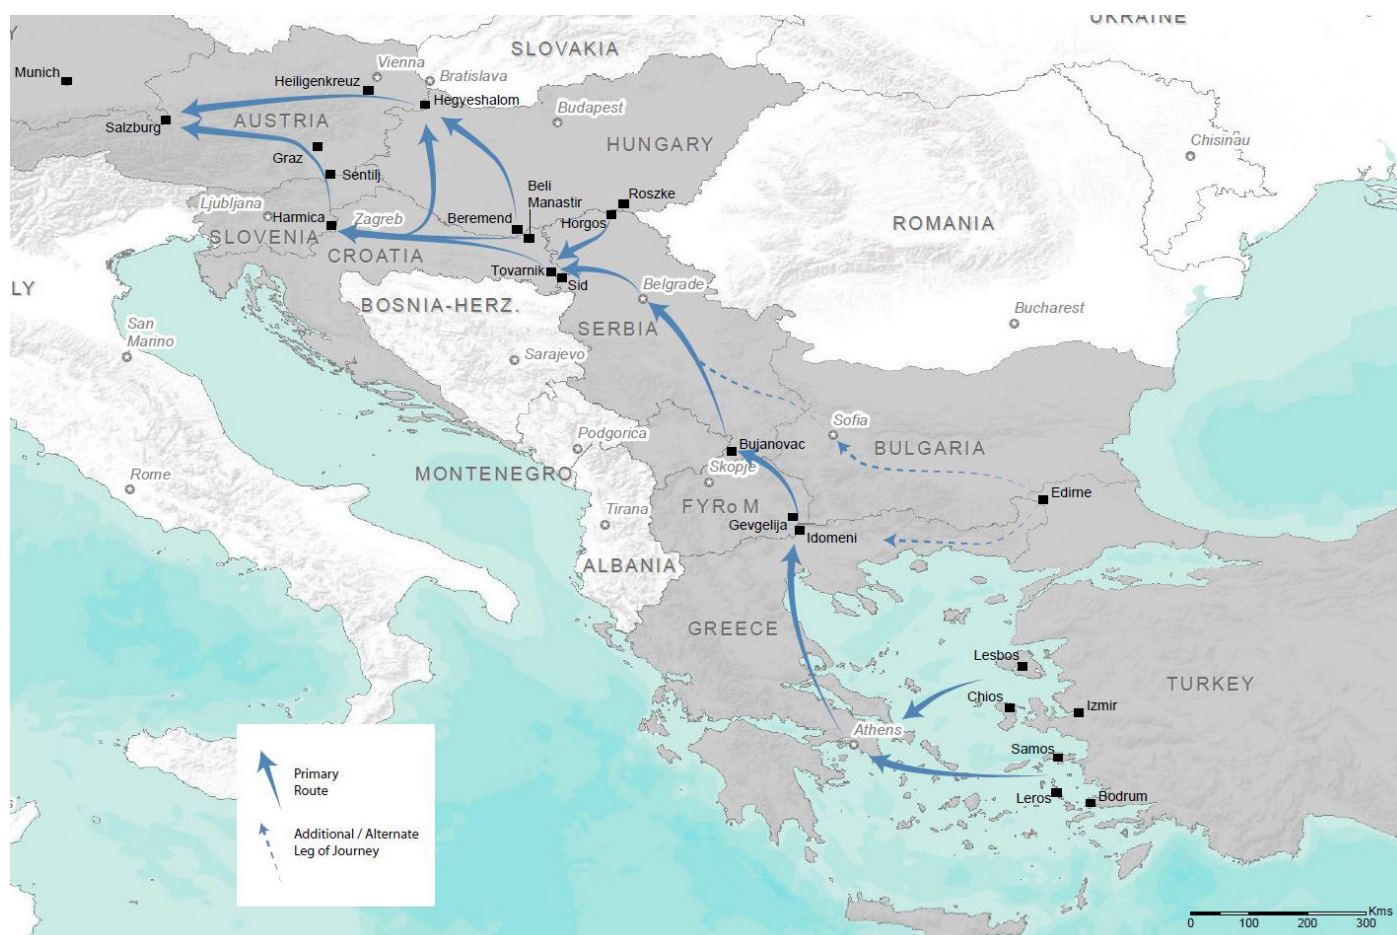 UKRAINE
Y
SLOVAKIA
Vienna
Munich
Heiligenkreuz
Bratislava
Hegyeshalom
Budapest
Salzburg
AUSTRIA
HUNGARY
Chisinau
Graz
Sentilj
Beli
Manastir
Roszke
Ljubljana
Harmica
Zagreb
Beremend
Horgos
ROMANIA
SLOVENIA
CROATIA
Tovarnik
Sid
Belgrade
LY
BOSNIA-HERZ.
Bucharest
San
Marino
SERBIA
Sarajevo
Sofia
Podgorica
Bujanovac
BULGARIA
Rome
MONTENEGRO
Skopje
Edirne
Tirana
FYRo M
Gevgelija
Idomeni
ALBANIA
GREECE
Lesbos
TURKEY
Chios
Izmir
Athens
Samos
Leros
Bodrum
Primary
Route
Additional / Alternate
Leg of Journey
Kms
0 100 200 300